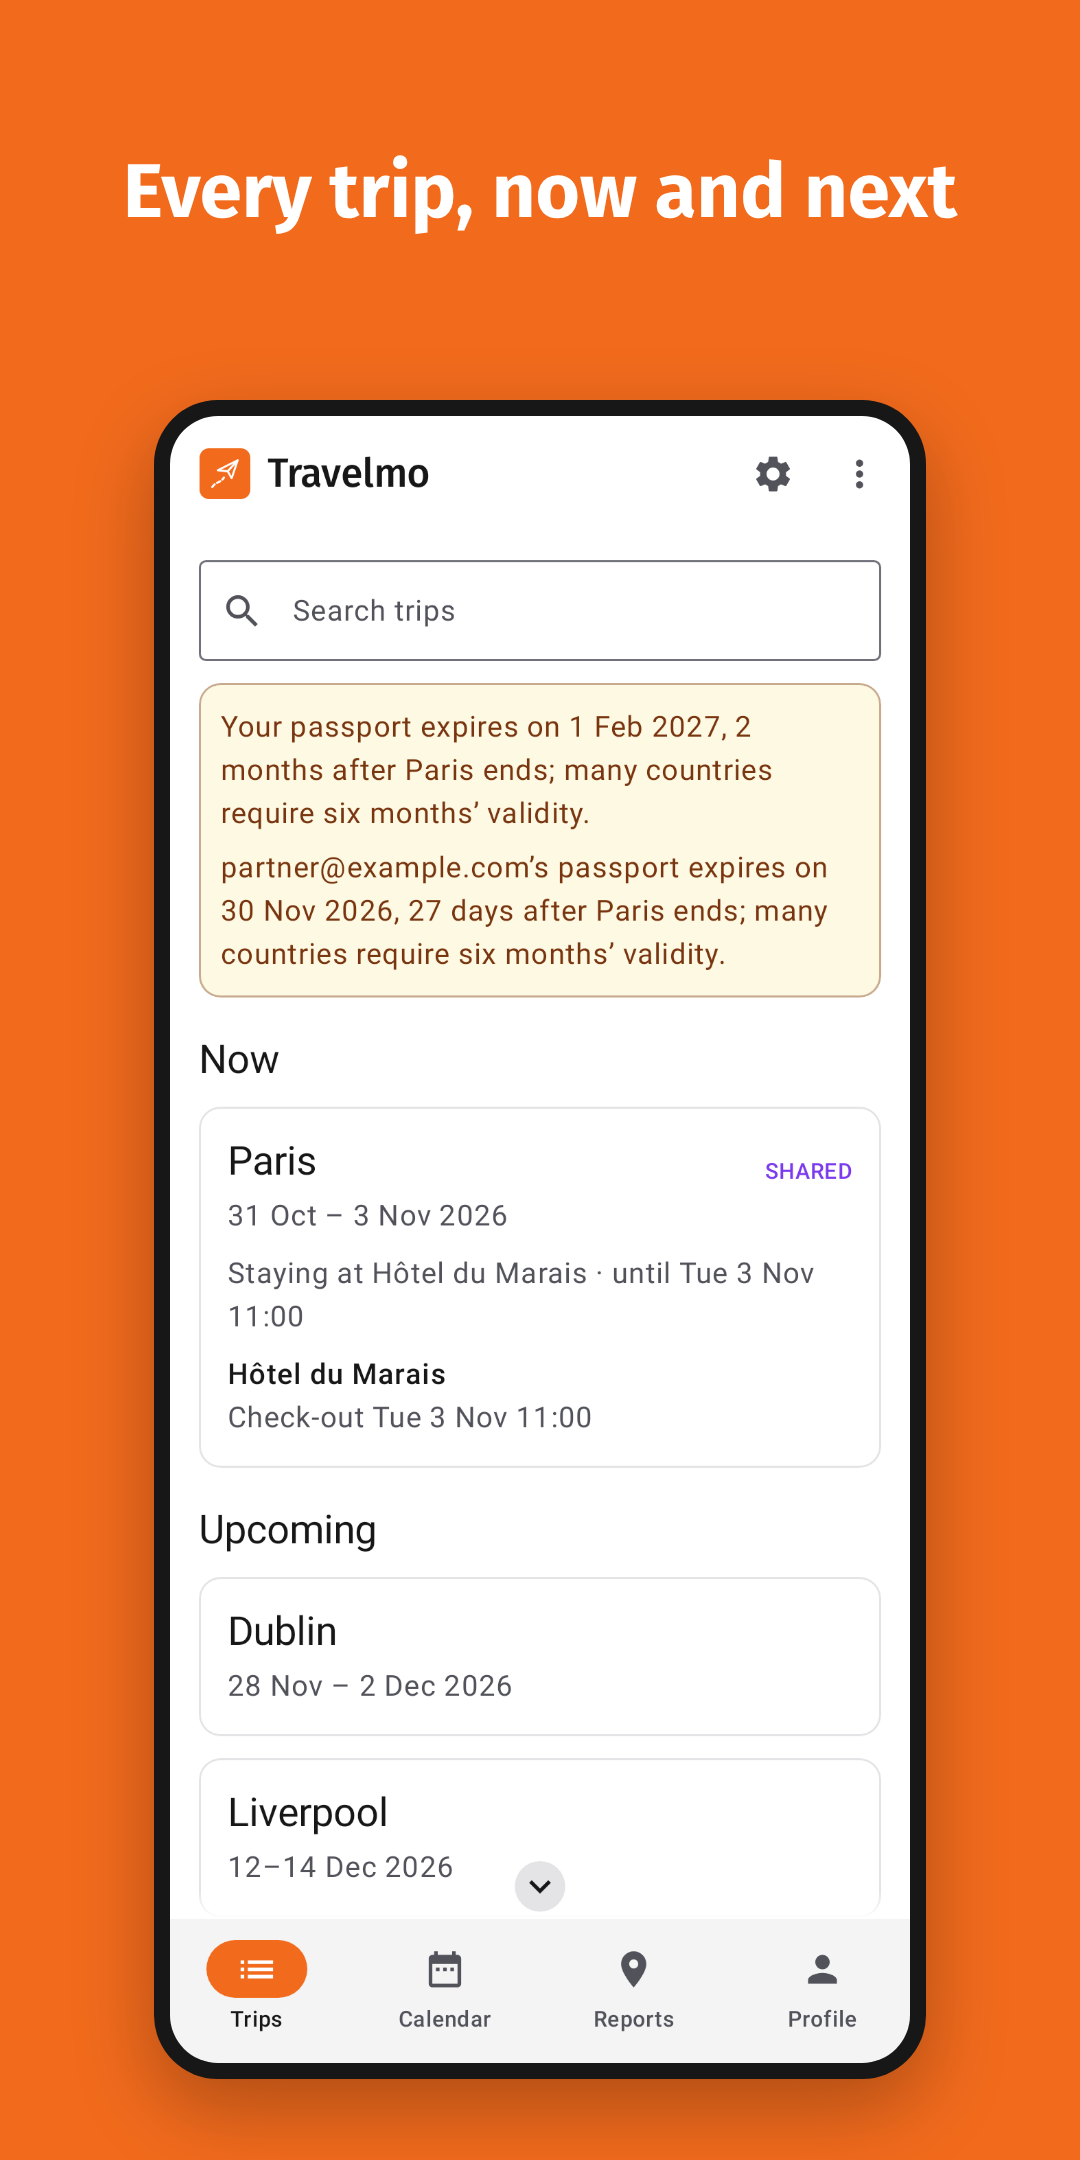 Every trip, now and next
Travelmo
Search trips
Your passport expires on 1 Feb 2027, 2
months after Paris ends; many countries
require six months’ validity.
partner@example.com’s passport expires on
30 Nov 2026, 27 days after Paris ends; many
countries require six months’ validity.
Now
Paris
SHARED
31 Oct – 3 Nov 2026
Staying at Hôtel du Marais · until Tue 3 Nov
11:00
Hôtel du Marais
Check-out Tue 3 Nov 11:00
Upcoming
Dublin
28 Nov – 2 Dec 2026
Liverpool
12–14 Dec 2026
Trips
Calendar
Reports
Profile